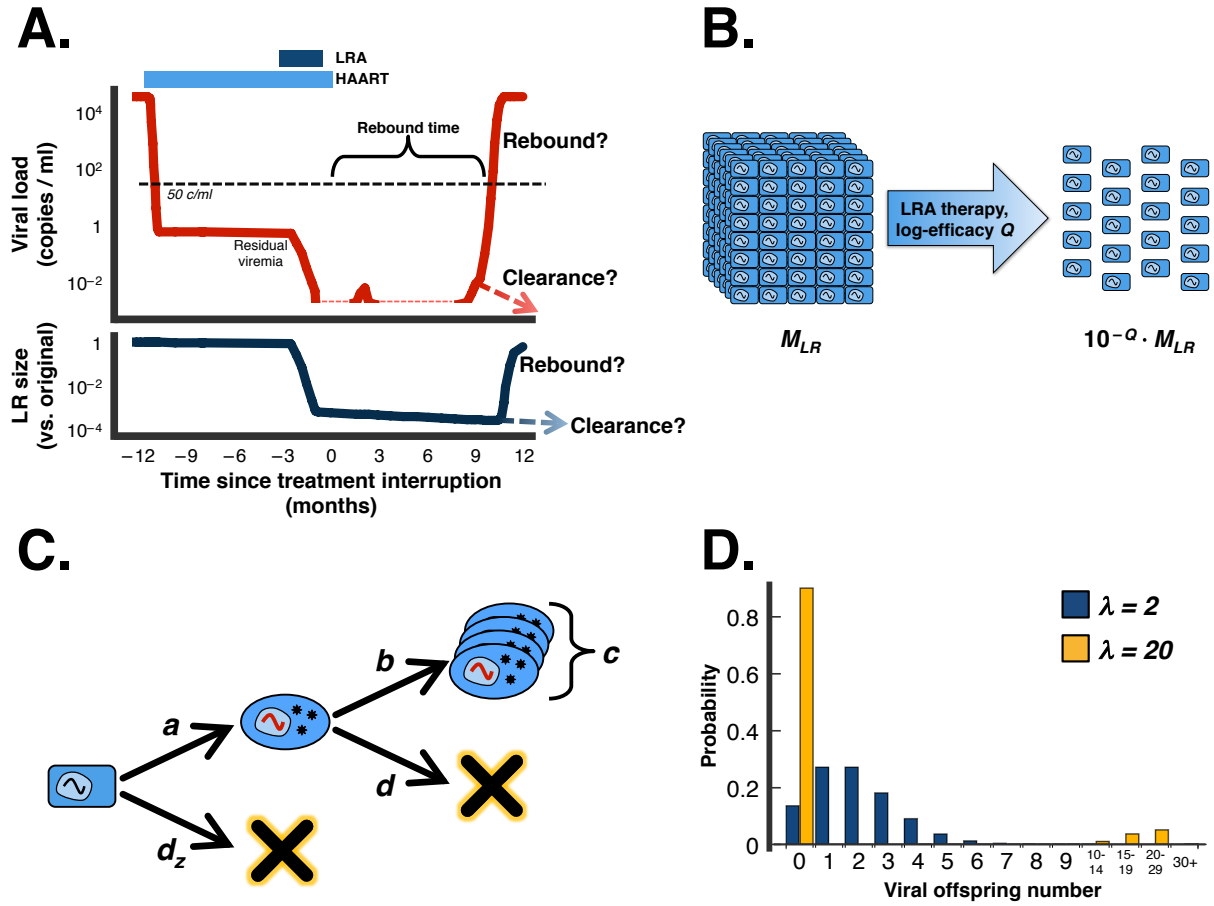 A.
LRA
HAART
Viral load
(copies / ml)
10⁴
10²
1
10⁻²
Rebound time
Rebound?
50 c/ml
Residual
viremia
Clearance?
LR size
(vs. original)
1
10⁻²
10⁻⁴
Rebound?
Clearance?
−12 −9 −6 −3 0 3 6 9 12
Time since treatment interruption
(months)
B.
LRA therapy,
log-efficacy Q
M_LR
10⁻Q · M_LR
C.
a
b
c
d
d_z
D.
λ = 2
λ = 20
Probability
0.8
0.6
0.4
0.2
0
0 1 2 3 4 5 6 7 8 9 10-14 15-19 20-29 30+
Viral offspring number